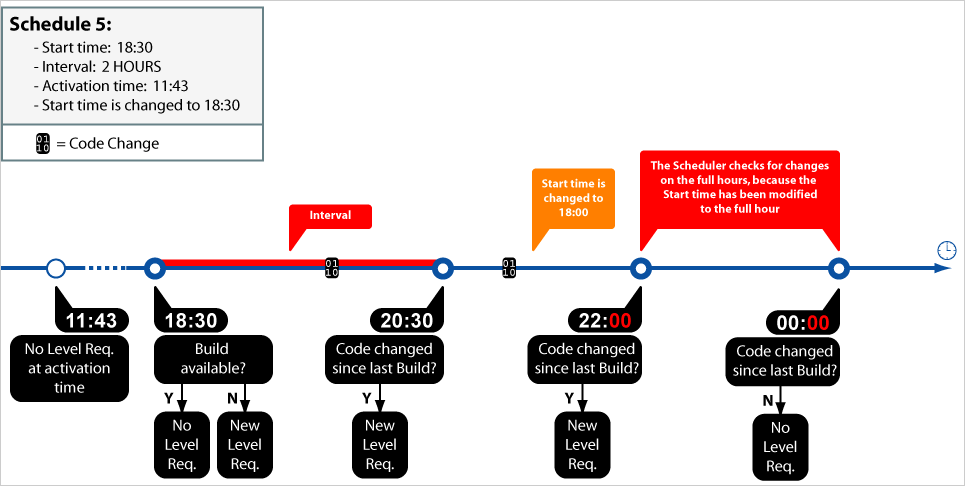 Schedule 5:
- Start time: 18:30
- Interval: 2 HOURS
- Activation time: 11:43
- Start time is changed to 18:30
01
10
= Code Change
Interval
Start time is
changed to
18:00
The Scheduler checks for changes
on the full hours, because the
Start time has been modified
to the full hour
01
10
01
10
11:43
No Level Req.
at activation
time
18:30
Build
available?
Y
N
No
Level
Req.
New
Level
Req.
20:30
Code changed
since last Build?
Y
New
Level
Req.
22:00
Code changed
since last Build?
Y
New
Level
Req.
00:00
Code changed
since last Build?
N
No
Level
Req.